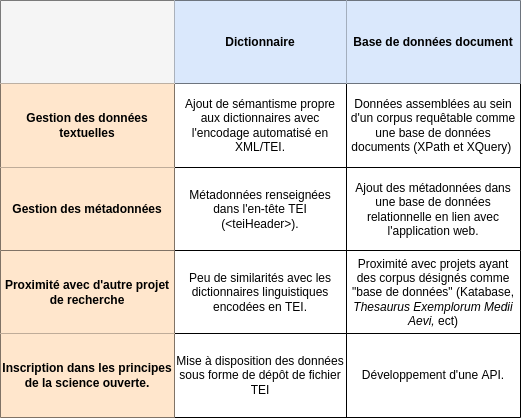 Dictionnaire
Base de données document
Gestion des données
textuelles
Ajout de sémantisme propre
aux dictionnaires avec
l'encodage automatisé en
XML/TEI.
Données assemblées au sein
d'un corpus requêtable comme
une base de données
documents (XPath et XQuery)
Gestion des métadonnées
Métadonnées renseignées
dans l'en-tête TEI
(<teiHeader>).
Ajout des métadonnées dans
une base de données
relationnelle en lien avec
l'application web.
Proximité avec d'autre projet
de recherche
Peu de similarités avec les
dictionnaires linguistiques
encodées en TEI.
Proximité avec projets ayant
des corpus désignés comme
"base de données" (Katabase,
Thesaurus Exemplorum Medii
Aevi, ect)
Inscription dans les principes
de la science ouverte.
Mise à disposition des données
sous forme de dépôt de fichier
TEI
Développement d'une API.